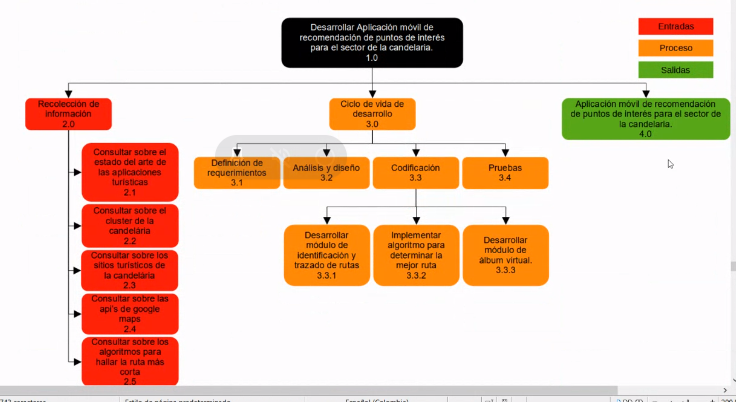 Desarrollar Aplicación móvil de
recomendación de puntos de interés
para el sector de la candelaria.
1.0
Entradas
Proceso
Salidas
Recolección de
Información
2.0
Ciclo de vida de
desarrollo
3.0
Aplicación móvil de recomendación
de puntos de interés para el sector de
la candelaria.
4.0
Consultar sobre el
estado del arte de
las aplicaciones
turísticas
2.1
Definición de
requerimientos
3.1
Análisis y diseño
3.2
Codificación
3.3
Pruebas
3.4
Consultar sobre el
cluster de la
candelária
2.2
Consultar sobre los
sitios turísticos de
la candelária
2.3
Consultar sobre las
api's de google
maps
2.4
Consultar sobre los
algoritmos para
hallar la ruta más
corta
2.5
Desarrollar
módulo de
identificación y
trazado de rutas
3.3.1
Implementar
algoritmo para
determinar la
mejor ruta
3.3.2
Desarrollar
módulo de
álbum virtual.
3.3.3
Estilo de página predeterminado
Español (Colombia)